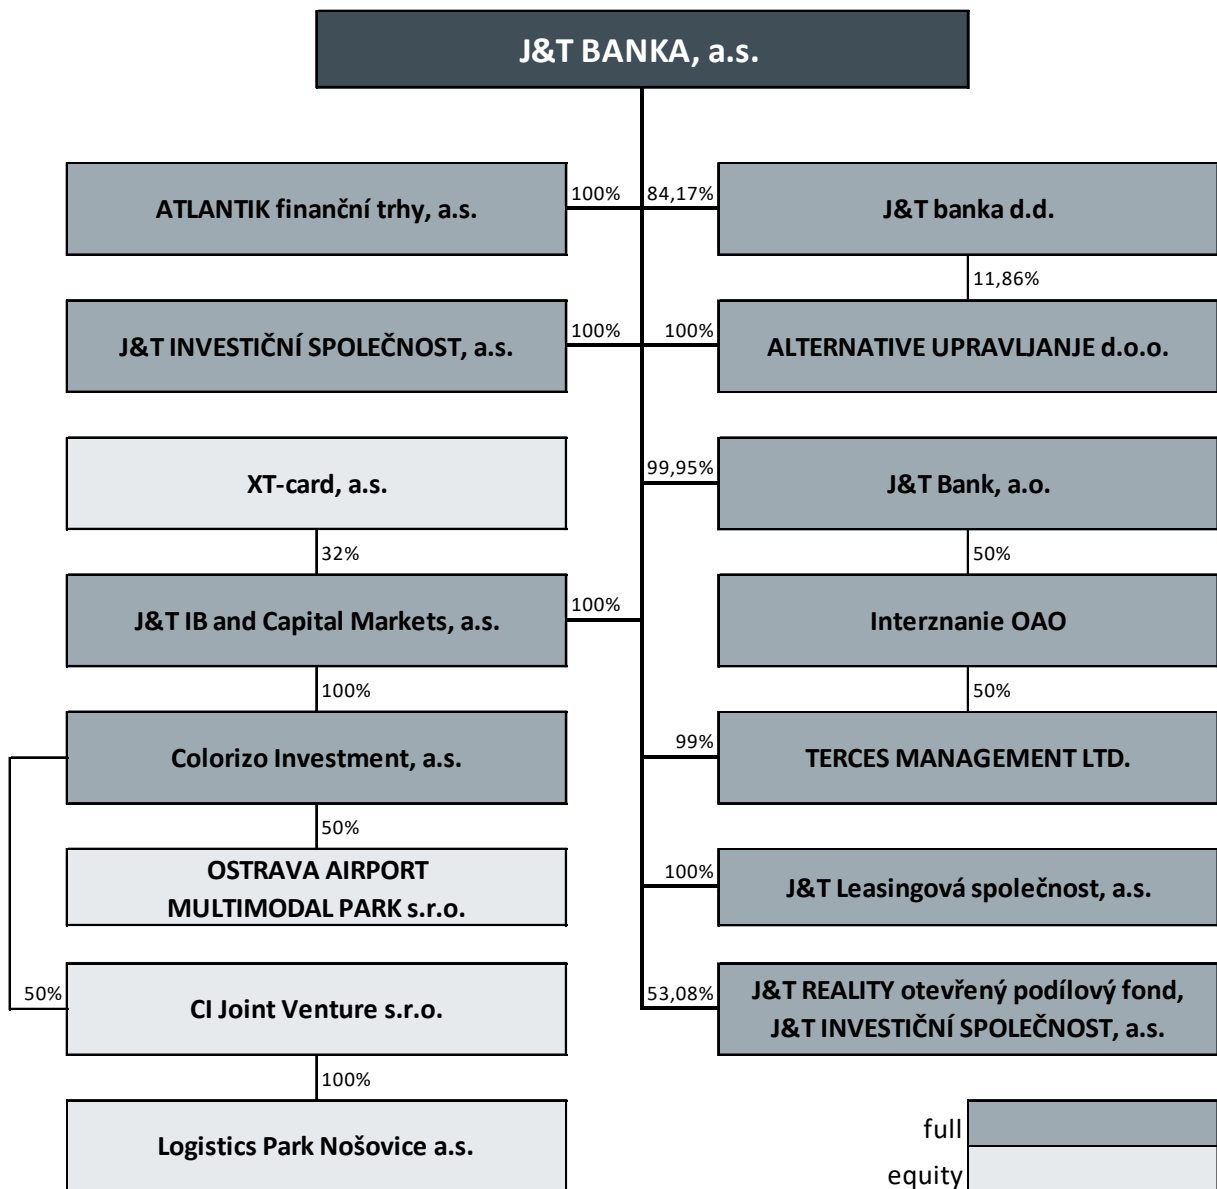 J&T BANKA, a.s.
ATLANTIK finanční trhy, a.s.
100%
84,17%
J&T banka d.d.
11,86%
J&T INVESTIČNÍ SPOLEČNOST, a.s.
100%
100%
ALTERNATIVE UPRAVLJANJE d.o.o.
XT-card, a.s.
99,95%
J&T Bank, a.o.
32%
50%
J&T IB and Capital Markets, a.s.
100%
Interznanie OAO
100%
50%
Colorizo Investment, a.s.
99%
TERCES MANAGEMENT LTD.
50%
OSTRAVA AIRPORT
MULTIMODAL PARK s.r.o.
100%
J&T Leasingová společnost, a.s.
50%
CI Joint Venture s.r.o.
53,08%
J&T REALITY otevřený podílový fond,
J&T INVESTIČNÍ SPOLEČNOST, a.s.
100%
Logistics Park Nošovice a.s.
full
equity